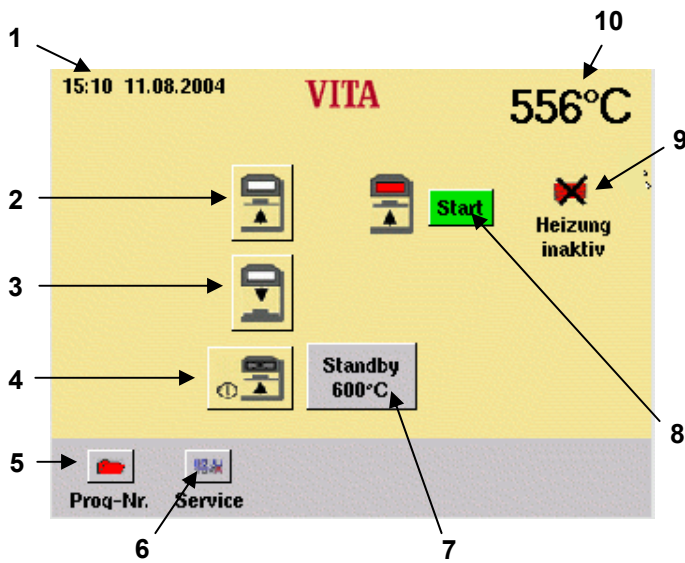 1
10
15:10 11.08.2004
VITA
556°C
9
2
Start
Heizung
inaktiv
3
4
Standby
600°C
8
5
Prog-Nr.
Service
6
7